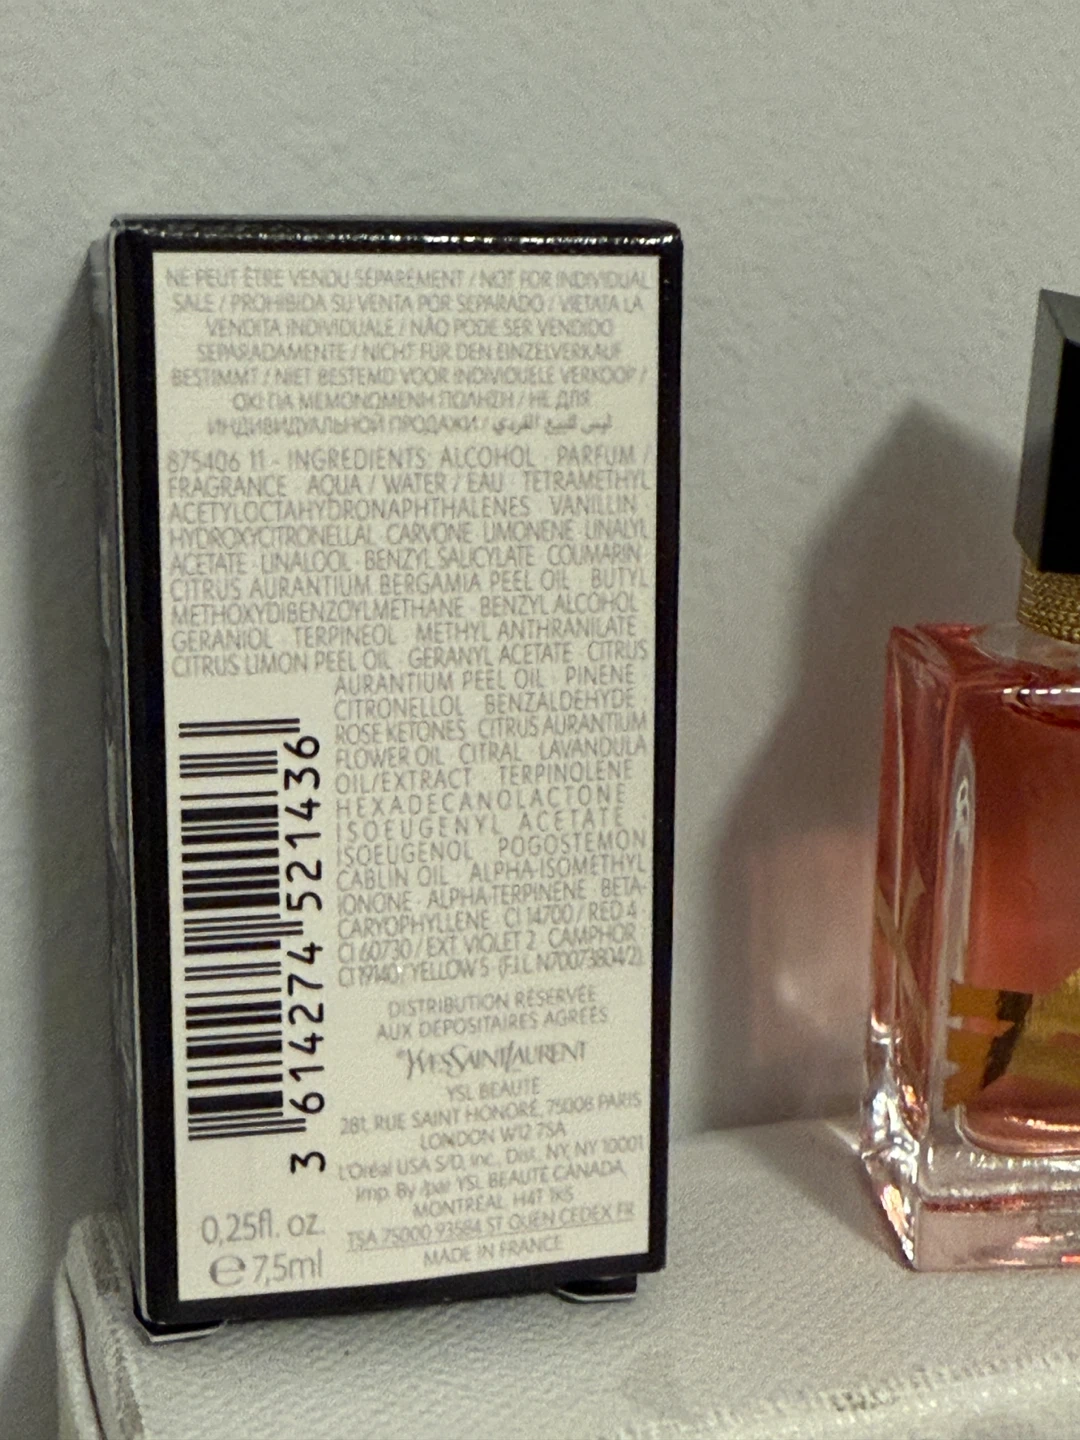 NE PEUT ÊTRE VENDU SÉPARÉMENT / NOT FOR INDIVIDUAL
SALE / PROHIBIDA SU VENTA POR SEPARADO / VIETATA LA
VENDITA INDIVIDUALE / NÃO PODE SER VENDIDO
SEPARADAMENTE / NICHT FÜR DEN EINZELVERKAUF
BESTIMMT / NIET BESTEMD VOOR INDIVIDUELE VERKOOP /
ΟΧΙ ΓΙΑ ΜΕΜΟΝΩΜΕΝΗ ΠΩΛΗΣΗ / НЕ ДЛЯ
ИНДИВИДУАЛЬНОЙ ПРОДАЖИ / ليس للبيع الفردي
875406 11 - INGREDIENTS: ALCOHOL · PARFUM /
FRAGRANCE · AQUA / WATER / EAU · TETRAMETHYL
ACETYLOCTAHYDRONAPHTHALENES · VANILLIN ·
HYDROXYCITRONELLAL · CARVONE · LIMONENE · LINALYL
ACETATE · LINALOOL · BENZYL SALICYLATE · COUMARIN ·
CITRUS AURANTIUM BERGAMIA PEEL OIL · BUTYL
METHOXYDIBENZOYLMETHANE · BENZYL ALCOHOL ·
GERANIOL · TERPINEOL · METHYL ANTHRANILATE ·
CITRUS LIMON PEEL OIL · GERANYL ACETATE · CITRUS
AURANTIUM PEEL OIL · PINENE ·
CITRONELLOL · BENZALDEHYDE ·
ROSE KETONES · CITRUS AURANTIUM
FLOWER OIL · CITRAL · LAVANDULA
OIL/EXTRACT · TERPINOLENE ·
HEXADECANOLACTONE ·
ISOEUGENYL ACETATE ·
ISOEUGENOL · POGOSTEMON
CABLIN OIL · ALPHA-ISOMETHYL
IONONE · ALPHA-TERPINENE · BETA-
CARYOPHYLLENE · CI 14700 / RED 4 ·
CI 60730 / EXT. VIOLET 2 · CAMPHOR ·
CI 19140 / YELLOW 5 (F.I.L. N70073804/2).
DISTRIBUTION RÉSERVÉE
AUX DÉPOSITAIRES AGRÉÉS
YVESSAINTLAURENT
YSL BEAUTÉ
281, RUE SAINT HONORÉ, 75008 PARIS
LONDON W12 7SA
L'Oréal USA S/D, Inc. Dist. NY, NY 10001
Imp. By /par YSL BEAUTÉ CANADA,
MONTRÉAL, H4T 1K5
TSA 75000 93584 ST OUEN CEDEX FR
MADE IN FRANCE
3 614274 521436
0,25fl. oz.
℮ 7,5ml